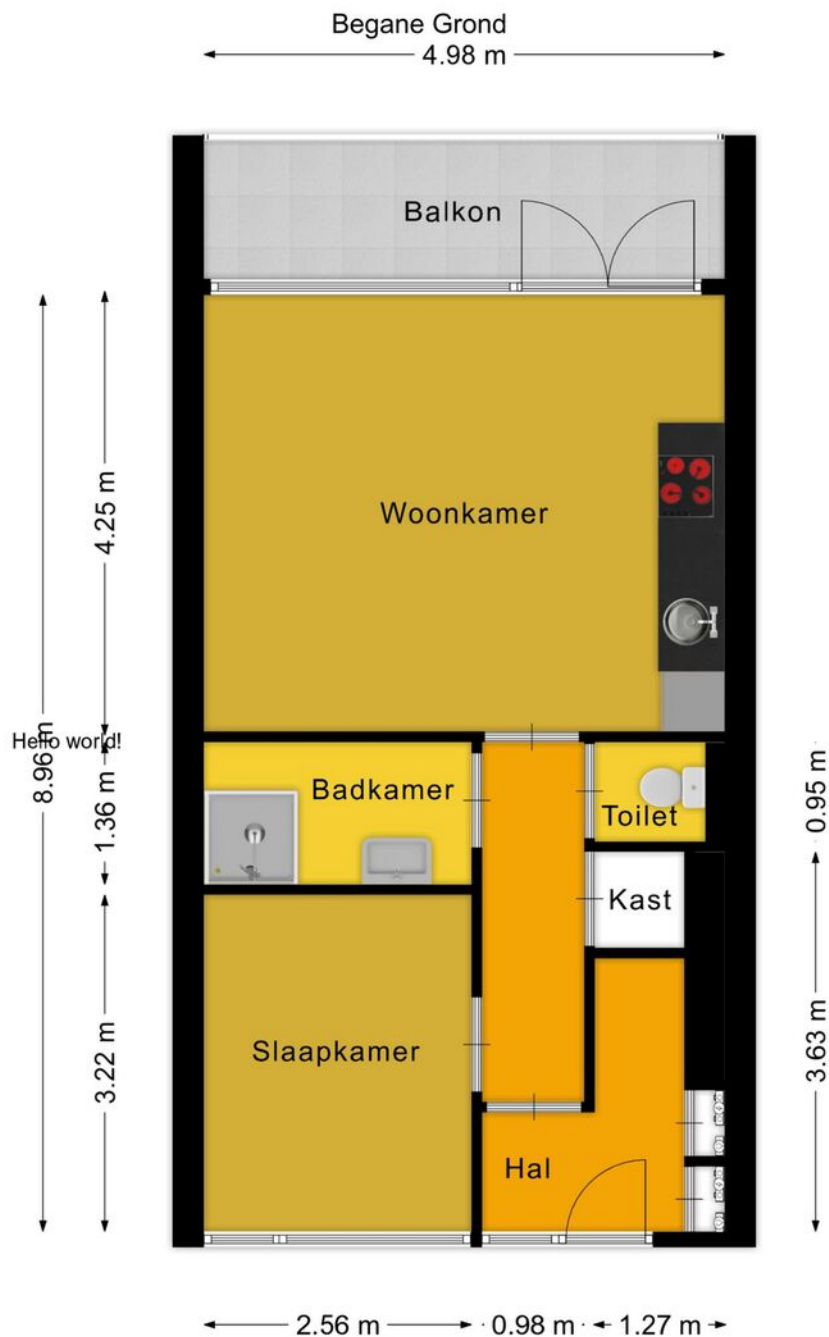 Begane Grond
4.98 m
Balkon
4.25 m
Woonkamer
Hello world!
8.96 m
1.36 m
Badkamer
Toilet
0.95 m
Kast
3.22 m
Slaapkamer
3.63 m
Hal
2.56 m
0.98 m
1.27 m